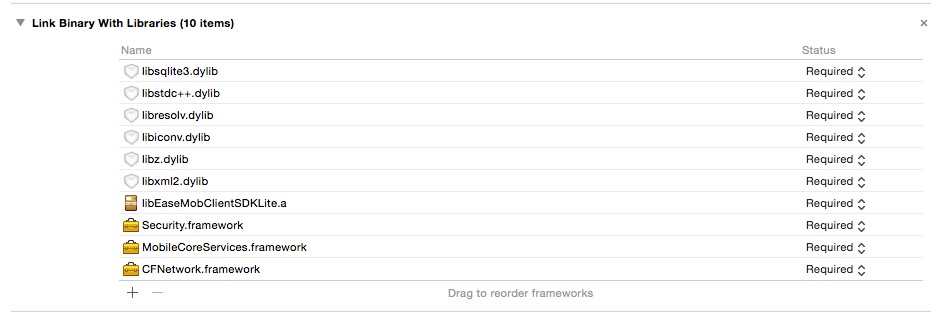 Link Binary With Libraries (10 items)
Name Status
libsqlite3.dylib Required
libstdc++.dylib Required
libresolv.dylib Required
libiconv.dylib Required
libz.dylib Required
libxml2.dylib Required
libEaseMobClientSDKLite.a Required
Security.framework Required
MobileCoreServices.framework Required
CFNetwork.framework Required
Drag to reorder frameworks